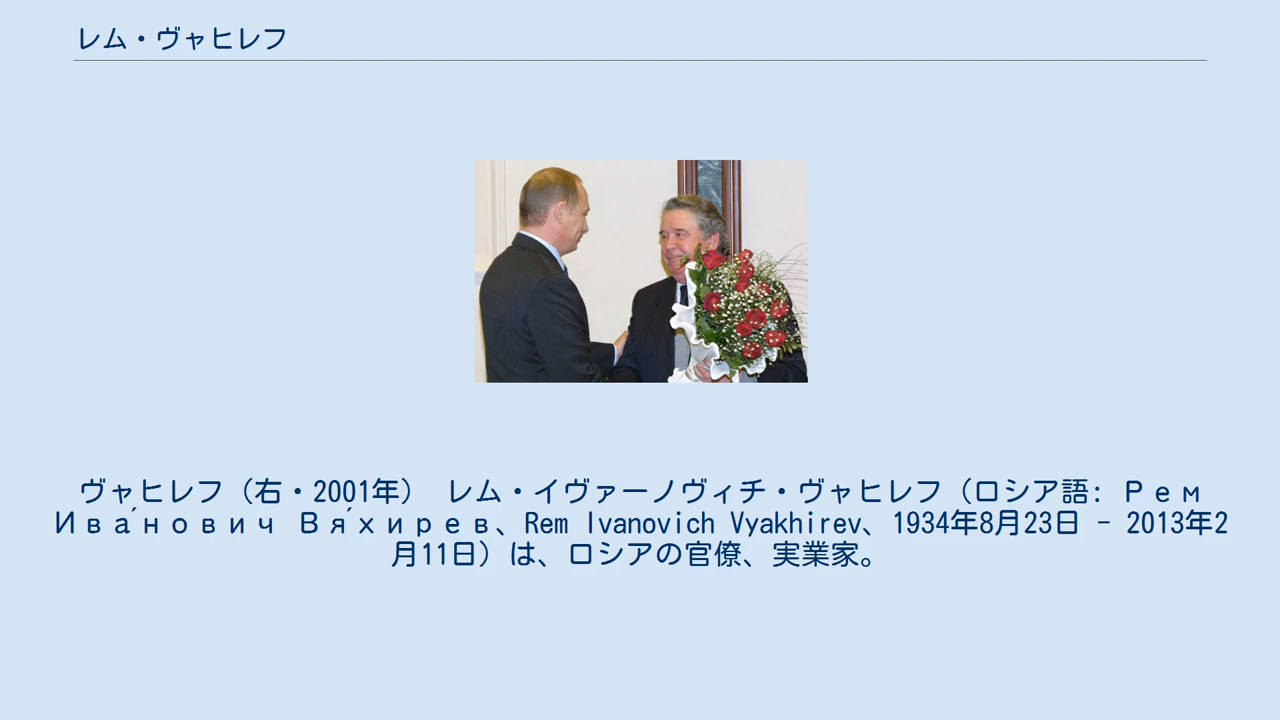 レム・ヴャヒレフ
ヴャヒレフ（右・2001年） レム・イヴァーノヴィチ・ヴャヒレフ（ロシア語: Рем
Ива́нович Вя́хирев、Rem Ivanovich Vyakhirev、1934年8月23日 - 2013年2
月11日）は、ロシアの官僚、実業家。